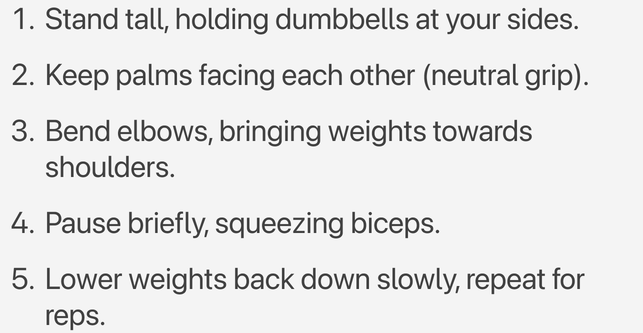 1. Stand tall, holding dumbbells at your sides.
2. Keep palms facing each other (neutral grip).
3. Bend elbows, bringing weights towards
shoulders.
4. Pause briefly, squeezing biceps.
5. Lower weights back down slowly, repeat for
reps.